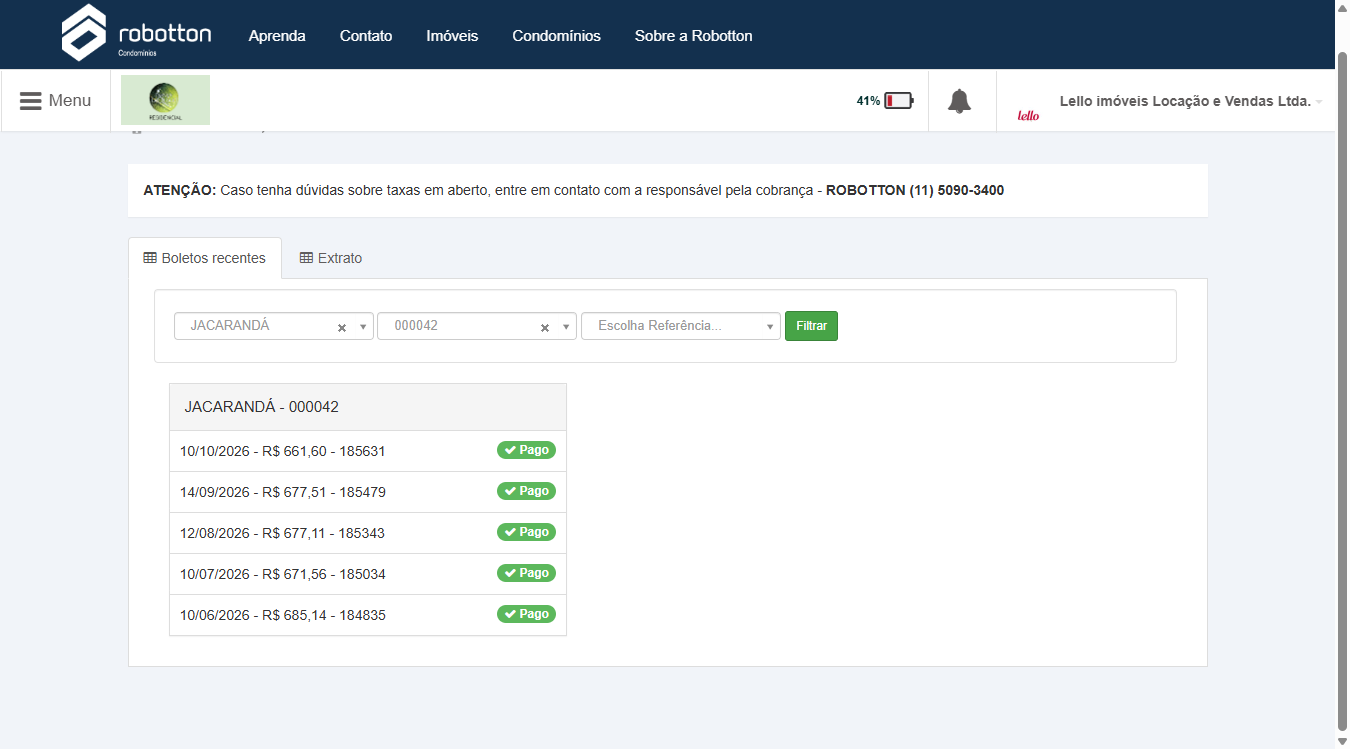 robotton
Condomínios
Aprenda Contato Imóveis Condomínios Sobre a Robotton
Menu
RESIDENCIAL
41%
lello
Lello imóveis Locação e Vendas Ltda.
ATENÇÃO: Caso tenha dúvidas sobre taxas em aberto, entre em contato com a responsável pela cobrança - ROBOTTON (11) 5090-3400
Boletos recentes Extrato
JACARANDÁ 000042 Escolha Referência... Filtrar
JACARANDÁ - 000042
10/10/2026 - R$ 661,60 - 185631 Pago
14/09/2026 - R$ 677,51 - 185479 Pago
12/08/2026 - R$ 677,11 - 185343 Pago
10/07/2026 - R$ 671,56 - 185034 Pago
10/06/2026 - R$ 685,14 - 184835 Pago